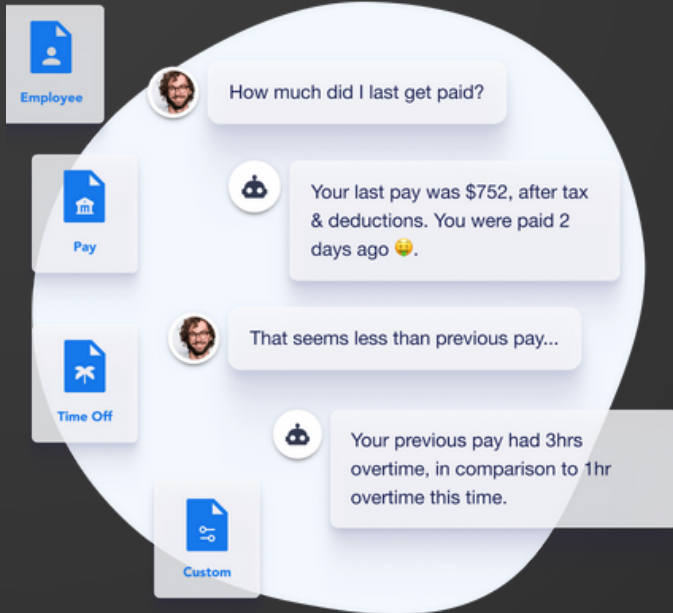 Employee
How much did I last get paid?
Your last pay was $752, after tax
& deductions. You were paid 2
days ago 🤑.
Pay
That seems less than previous pay...
Time Off
Your previous pay had 3hrs
overtime, in comparison to 1hr
overtime this time.
Custom